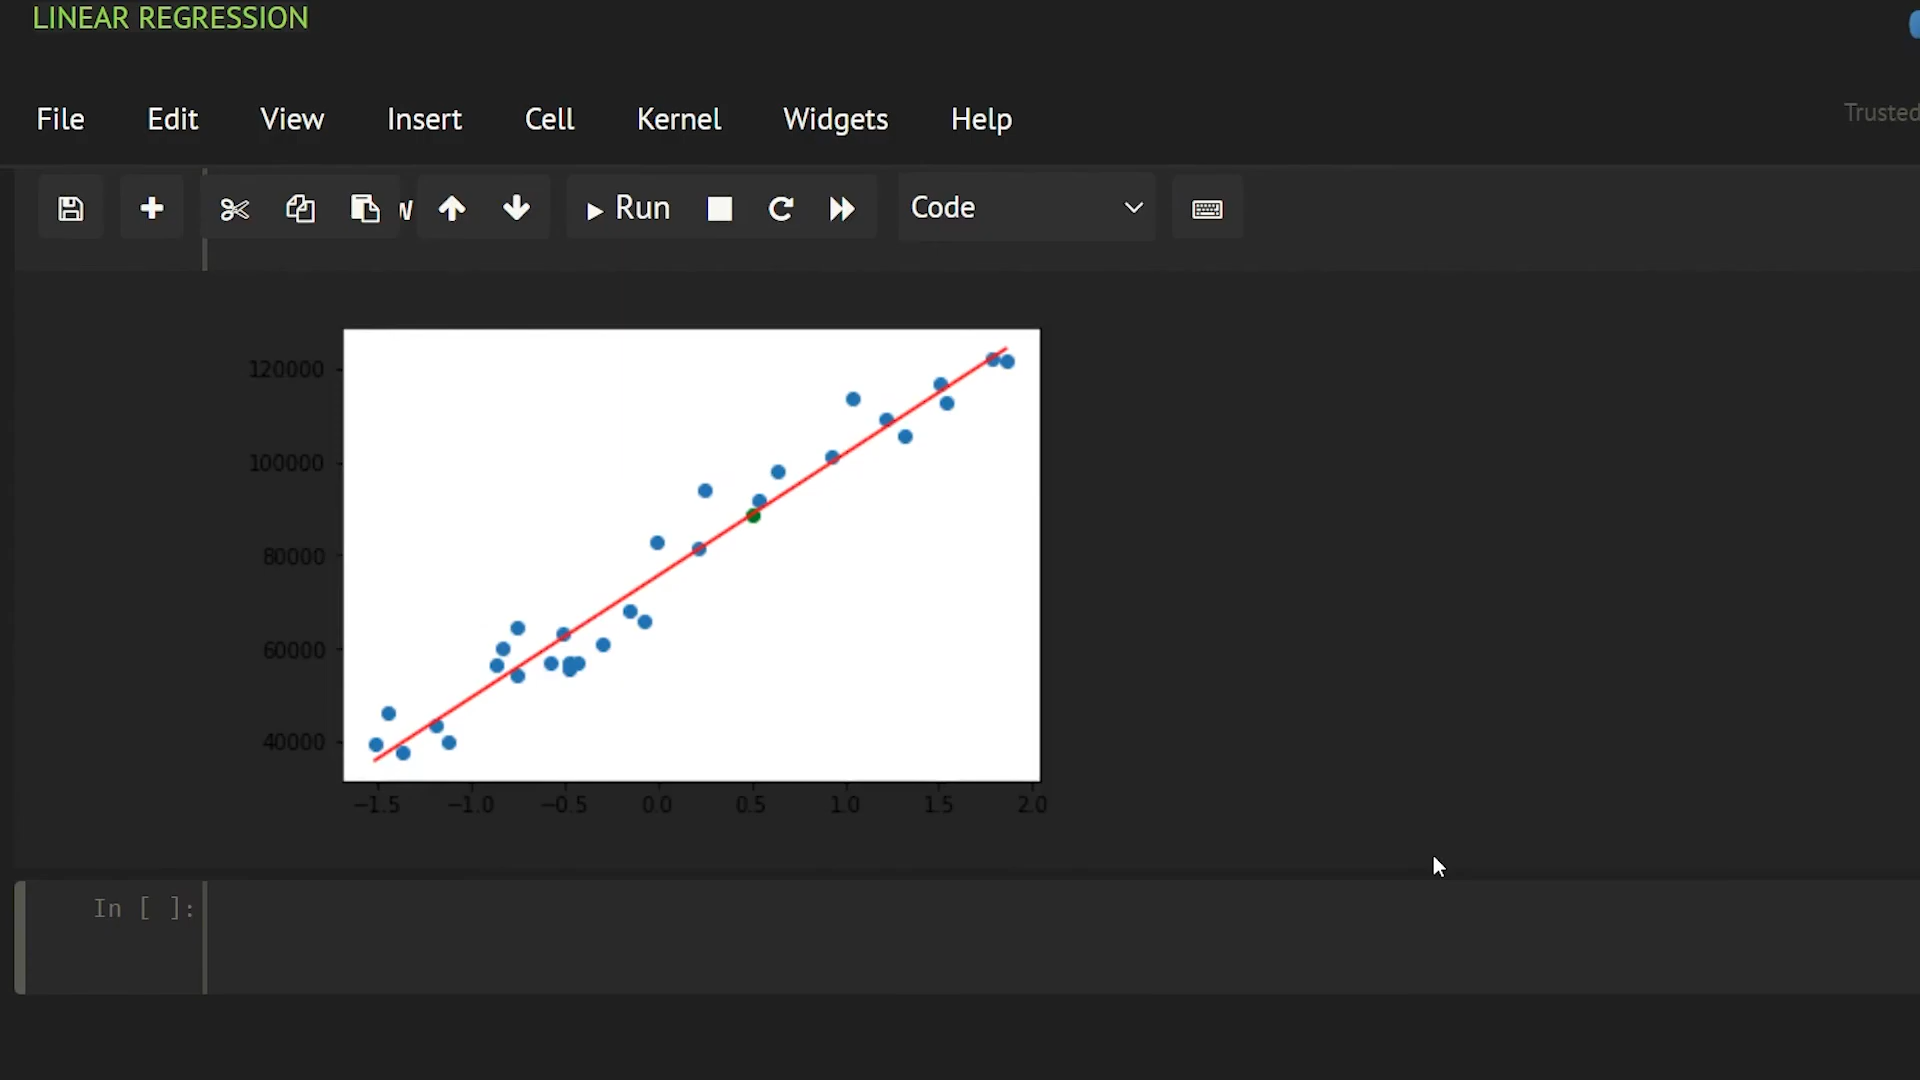 LINEAR REGRESSION
File Edit View Insert Cell Kernel Widgets Help
Trusted
w Run Code
120000
100000
80000
60000
40000
−1.5 −1.0 −0.5 0.0 0.5 1.0 1.5 2.0
In [ ]: